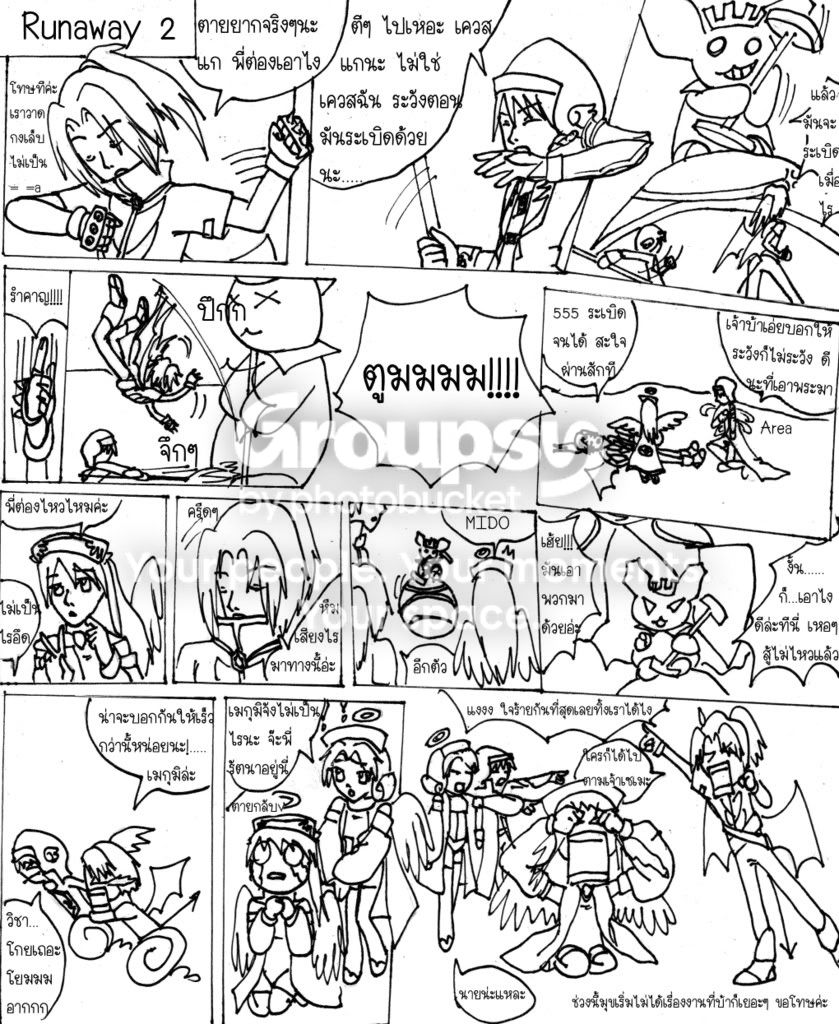 Runaway 2
ตายยากจริงๆนะ
แก พี่ต่องเอาไง
โทษทีค่ะ
เราวาด
กงเล็บ
ไม่เป็น
= =a
ตีๆ ไปเหอะ เควส
แกนะ ไม่ใช่
เควสฉัน ระวังตอน
มันระเบิดด้วย
นะ.....
แล้ว
มันจะ
ระเบิด
เมื่อ
ไร
รำคาญ!!!!
ปึกก
จึกๆ
ตูมมมม!!!!
555 ระเบิด
จนได้ สะใจ
ผ่านสักที
เจ้าบ้าเอ่ยบอกให้
ระวังก็ไม่ระวัง ดี
นะที่เอาพระมา
Area
พี่ต่องไหวไหมค่ะ
ไม่เป็น
ไรอึด
ครืดๆ
หึม
เสียงไร
มาทางนี้อ่ะ
MIDO
อีกตัว
เฮ้ย!!!
มันเอา
พวกมา
ด้วยอ่ะ
งั้น......
ก็...เอาไง
ดีล่ะทีนี่ เหอๆ
สู้ไม่ไหวแล้ว
น่าจะบอกกันให้เร็ว
กว่านี้หน่อยนะ!.....
เมกุมิล่ะ
วิชา...
โกยเถอะ
โยมมม
อากกก
เมกุมิจังไม่เป็น
ไรนะ จ๊ะพี่
รัตนาอยู่นี่
ตายกลับ
! !
แงงง ใจร้ายกันที่สุดเลยทิ้งเราได้ไง
ใครก็ได้ไป
ตามเจ้าเซเมะ
นายน่ะแหละ
ช่วงนี้มุขเริ่มไม่ได้เรื่องงานที่บ้าก็เยอะๆ ขอโทษค่ะ
Groupsy PRO
by photobucket
Your people. Your moments.
Your space.